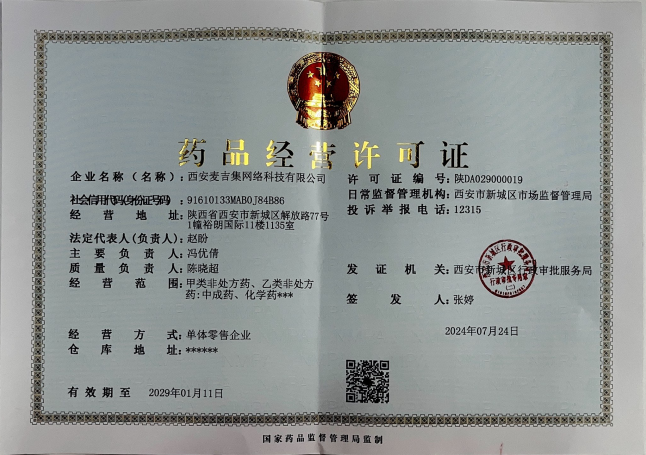 药品经营许可证
企业名称（名称）：西安麦吉集网络科技有限公司
许可证编号：陕DA029000019
社会信用代码(身份证号码)：91610133MAB0J84B86
日常监督管理机构：西安市新城区市场监督管理局
经营地址：陕西省西安市新城区解放路77号
1幢裕朗国际11楼1135室
投诉举报电话：12315
法定代表人(负责人)：赵盼
主要负责人：冯优倩
质量负责人：陈晓超
发证机关：西安市新城区行政审批服务局
经营范围：甲类非处方药、乙类非处方
药:中成药、化学药***
签发人：张婷
经营方式：单体零售企业
2024年07月24日
仓库地址：******
有效期至：2029年01月11日
国家药品监督管理局监制